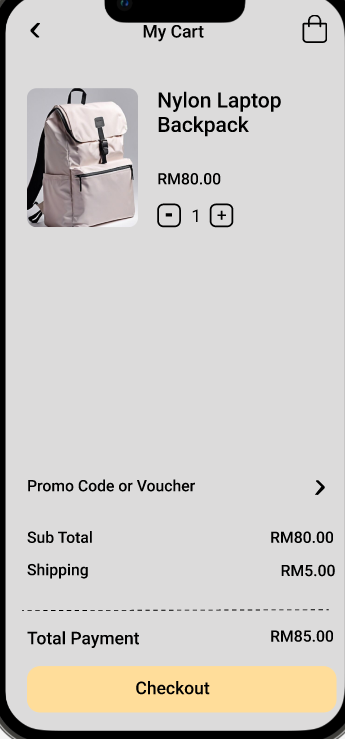 My Cart
Nylon Laptop
Backpack
RM80.00
- 1 +
Promo Code or Voucher
Sub Total RM80.00
Shipping RM5.00
Total Payment RM85.00
Checkout